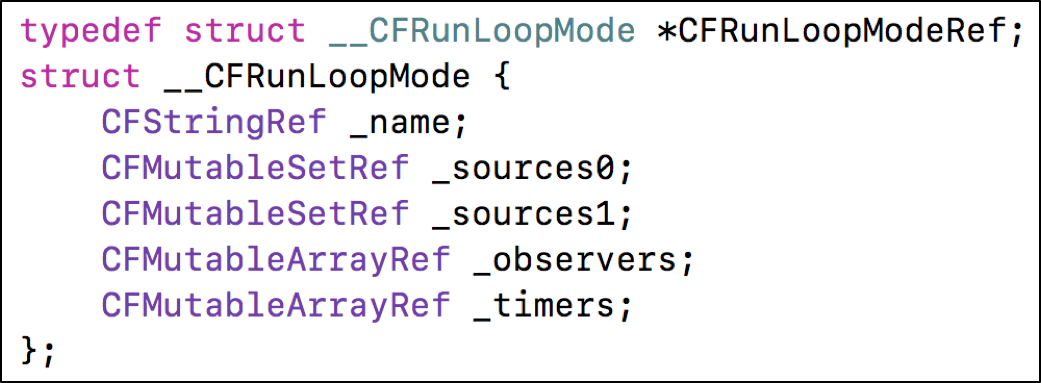 typedef struct __CFRunLoopMode *CFRunLoopModeRef;
struct __CFRunLoopMode {
    CFStringRef _name;
    CFMutableSetRef _sources0;
    CFMutableSetRef _sources1;
    CFMutableArrayRef _observers;
    CFMutableArrayRef _timers;
};